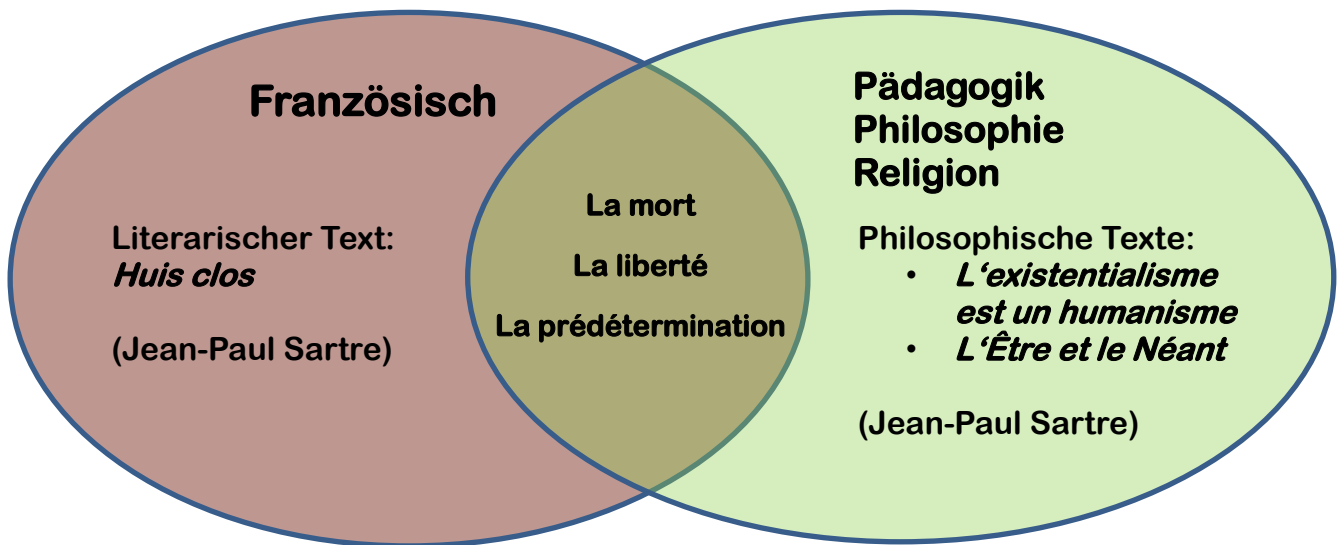 Französisch
Literarischer Text:
Huis clos
(Jean-Paul Sartre)
La mort
La liberté
La prédétermination
Pädagogik
Philosophie
Religion
Philosophische Texte:
• L‘existentialisme
est un humanisme
• L‘Être et le Néant
(Jean-Paul Sartre)